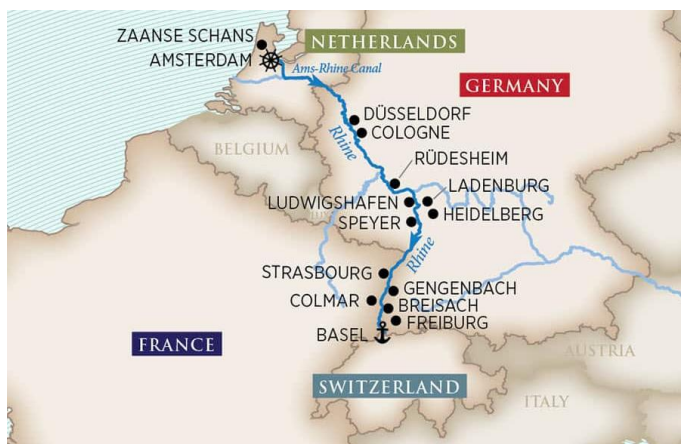 ZAANSE SCHANS
NETHERLANDS
AMSTERDAM
Ams-Rhine Canal
GERMANY
DÜSSELDORF
COLOGNE
Rhine
BELGIUM
RÜDESHEIM
LADENBURG
LUDWIGSHAFEN
HEIDELBERG
SPEYER
Rhine
STRASBOURG
GENGENBACH
COLMAR
BREISACH
FREIBURG
BASEL
FRANCE
AUSTRIA
SWITZERLAND
ITALY